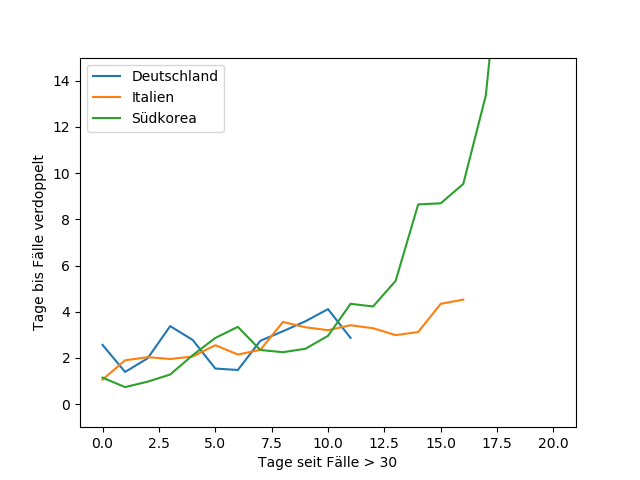 Deutschland
Italien
Südkorea
Tage bis Fälle verdoppelt
14
12
10
8
6
4
2
0
0.0 2.5 5.0 7.5 10.0 12.5 15.0 17.5 20.0
Tage seit Fälle > 30